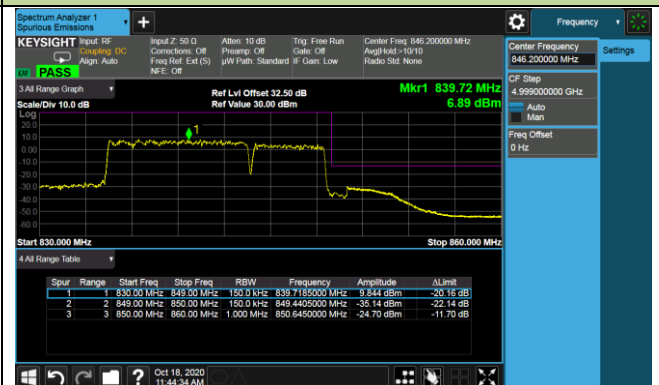 Spectrum Analyzer 1
Spurious Emissions
+
Frequency
KEYSIGHT Input: RF
Coupling: DC
Align: Auto
Input Z: 50 Ω
Corrections: Off
Freq Ref: Ext (S)
NFE: Off
Atten: 10 dB
Preamp: Off
µW Path: Standard
Trig: Free Run
Gate: Off
IF Gain: Low
Center Freq: 846.200000 MHz
Avg|Hold:>10/10
Radio Std: None
PASS
Center Frequency
846.200000 MHz
Settings
CF Step
4.999000000 GHz
Auto
Man
Freq Offset
0 Hz
3 All Range Graph
Scale/Div 10.0 dB
Ref Lvl Offset 32.50 dB
Ref Value 30.00 dBm
Mkr1 839.72 MHz
6.89 dBm
Log
20.0
10.0
0.00
-10.0
-20.0
-30.0
-40.0
-50.0
-60.0
1
Start 830.000 MHz
Stop 860.000 MHz
4 All Range Table
Spur Range Start Freq Stop Freq RBW Frequency Amplitude ΔLimit
1 1 830.00 MHz 849.00 MHz 150.0 kHz 839.7185000 MHz 9.844 dBm -20.16 dB
2 2 849.00 MHz 850.00 MHz 150.0 kHz 849.4405000 MHz -35.14 dBm -22.14 dB
3 3 850.00 MHz 860.00 MHz 1.000 MHz 850.6450000 MHz -24.70 dBm -11.70 dB
?
Oct 18, 2020
11:44:34 AM